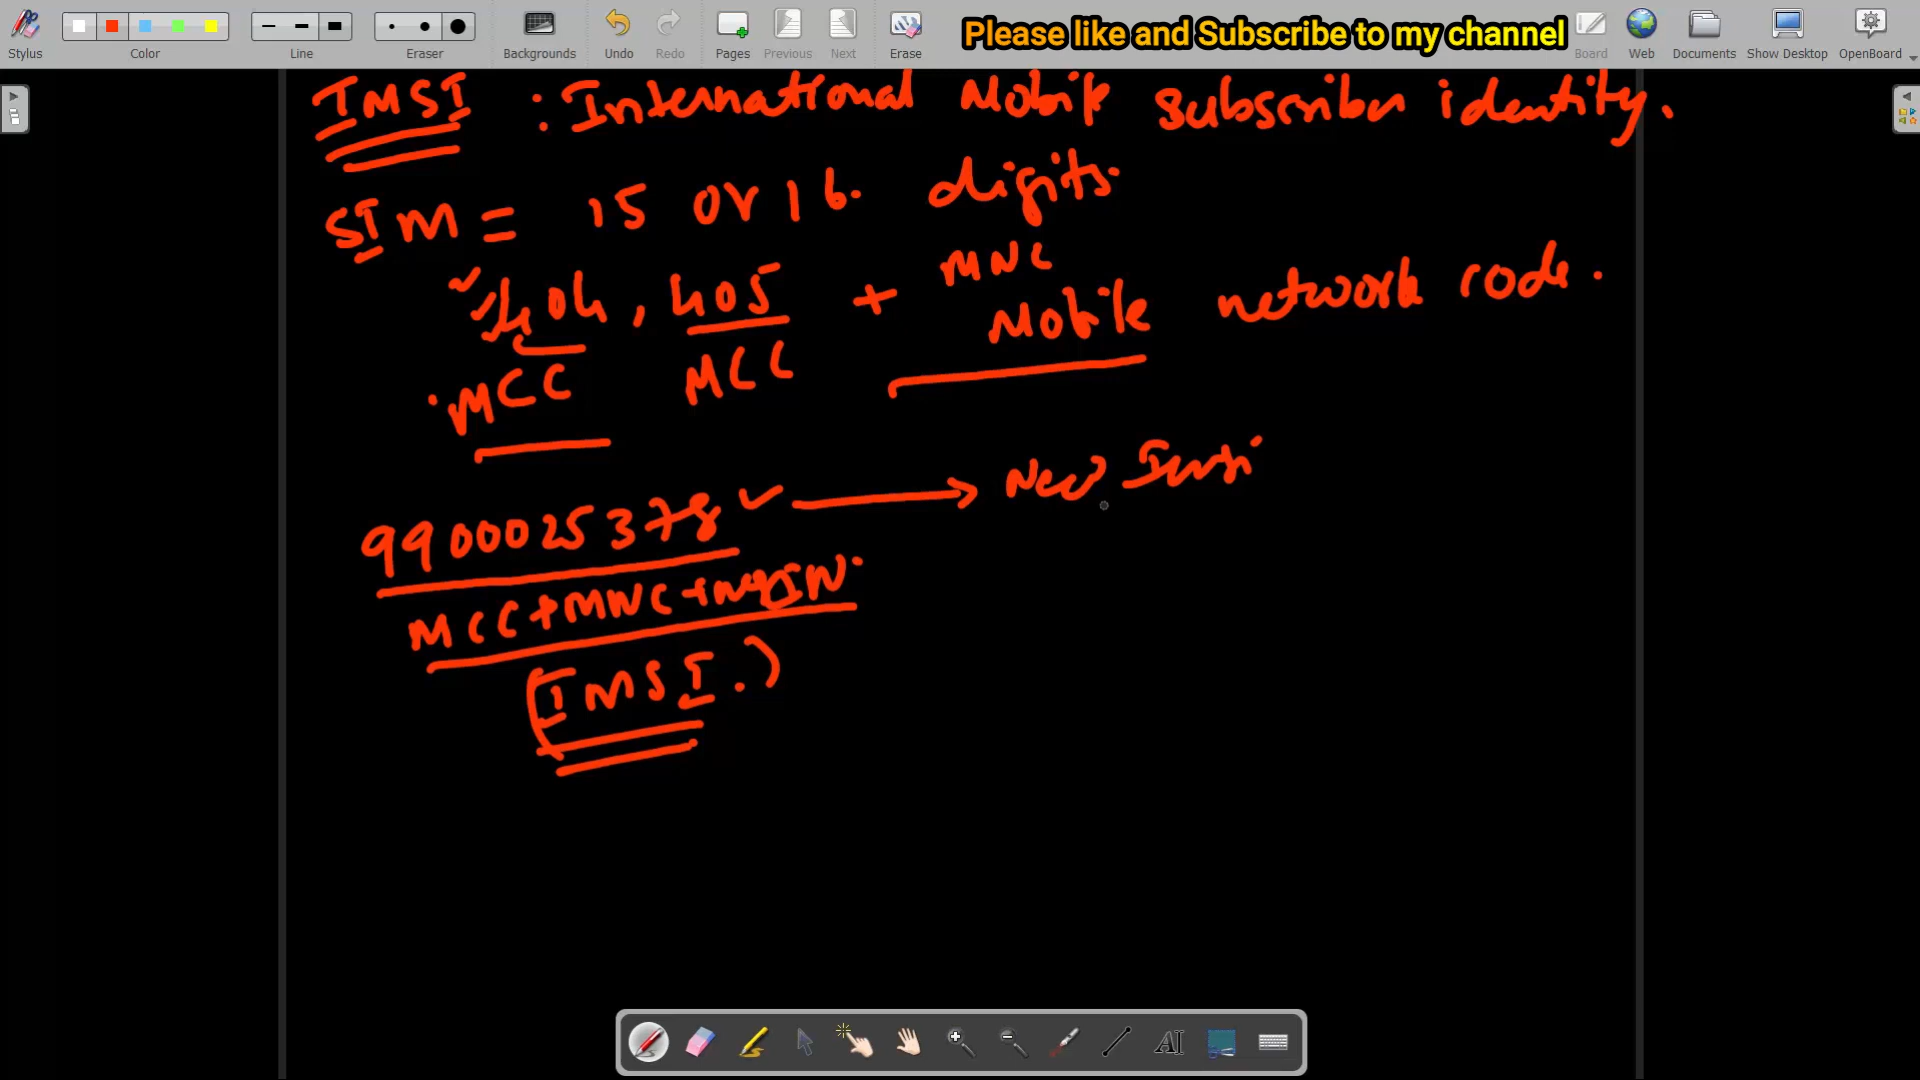 Stylus Color Line Eraser Backgrounds Undo Redo Pages Previous Next Erase Board Web Documents Show Desktop OpenBoard
Please like and Subscribe to my channel
IMSI : International Mobile Subscriber identity.
SIM = 15 or 16. digits.
404, 405 + MNC
Mobile network code.
MCC MCC
9900025378 → New Imsi
MCC+MNC+
(IMSI.)
AI